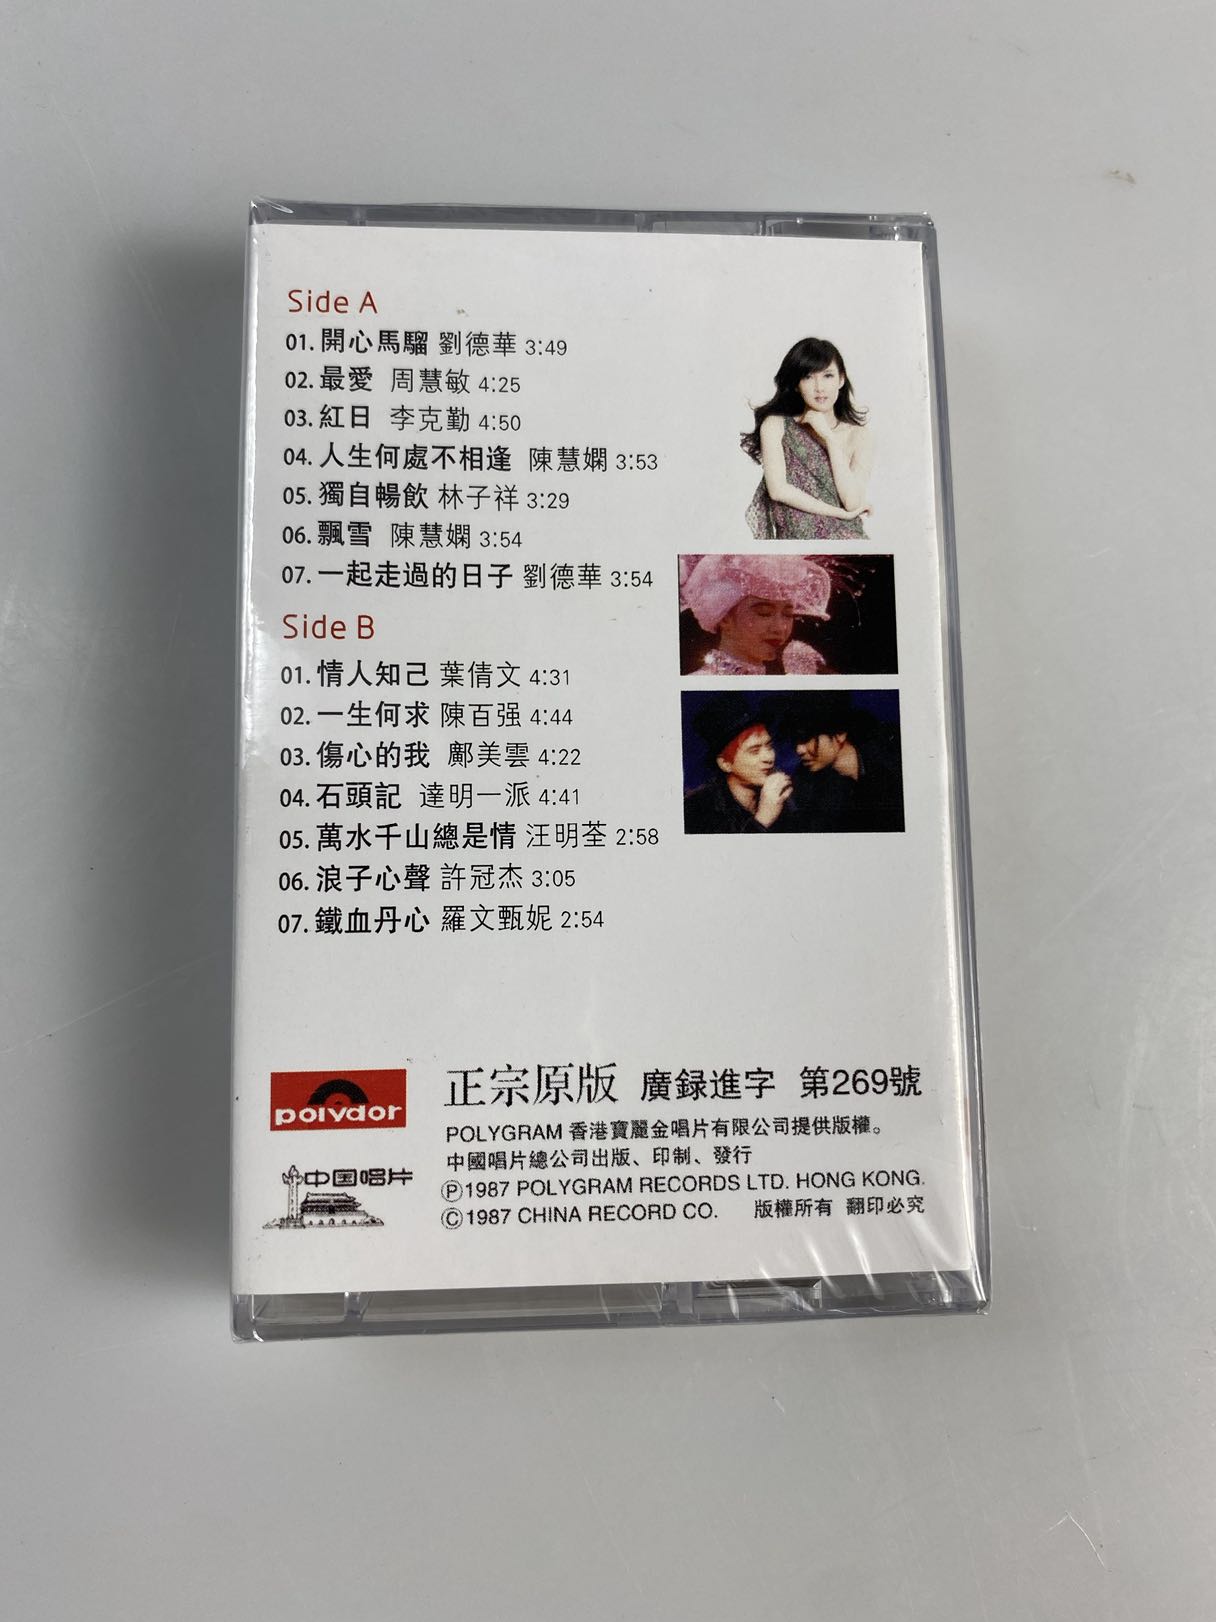 Side A
01. 開心馬騮 劉德華 3:49
02. 最愛 周慧敏 4:25
03. 紅日 李克勤 4:50
04. 人生何處不相逢 陳慧嫻 3:53
05. 獨自暢飲 林子祥 3:29
06. 飄雪 陳慧嫻 3:54
07. 一起走過的日子 劉德華 3:54
Side B
01. 情人知己 葉倩文 4:31
02. 一生何求 陳百强 4:44
03. 傷心的我 鄺美雲 4:22
04. 石頭記 達明一派 4:41
05. 萬水千山總是情 汪明荃 2:58
06. 浪子心聲 許冠杰 3:05
07. 鐵血丹心 羅文甄妮 2:54
polydor
正宗原版 廣録進字 第269號
POLYGRAM 香港寶麗金唱片有限公司提供版權。
中國唱片總公司出版、印制、發行
中国唱片
Ⓟ1987 POLYGRAM RECORDS LTD. HONG KONG.
Ⓒ1987 CHINA RECORD CO. 版權所有 翻印必究